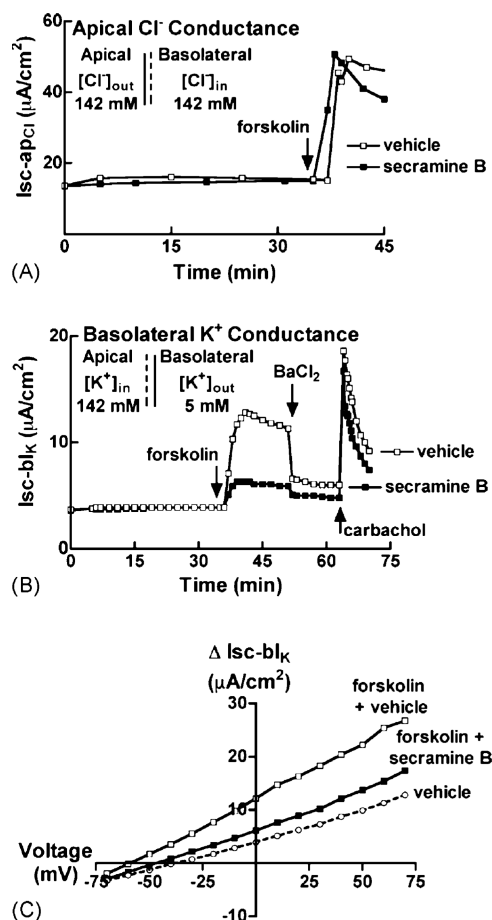 Apical Cl- Conductance
Apical Basolateral
[Cl-]out [Cl-]in
142 mM 142 mM
forskolin
vehicle
secramine B
60
40
20
0
Isc-apCl (μA/cm2)
0 15 30 45
Time (min)
(A)
Basolateral K+ Conductance
Apical Basolateral
[K+]in [K+]out
142 mM 5 mM
BaCl2
forskolin
vehicle
secramine B
carbachol
20
10
0
Isc-blK (μA/cm2)
0 15 30 45 60 75
Time (min)
(B)
Δ Isc-blK
(μA/cm2)
forskolin
+ vehicle
forskolin +
secramine B
vehicle
30
20
10
-10
Voltage
(mV)
-75 -50 -25 25 50 75
(C)